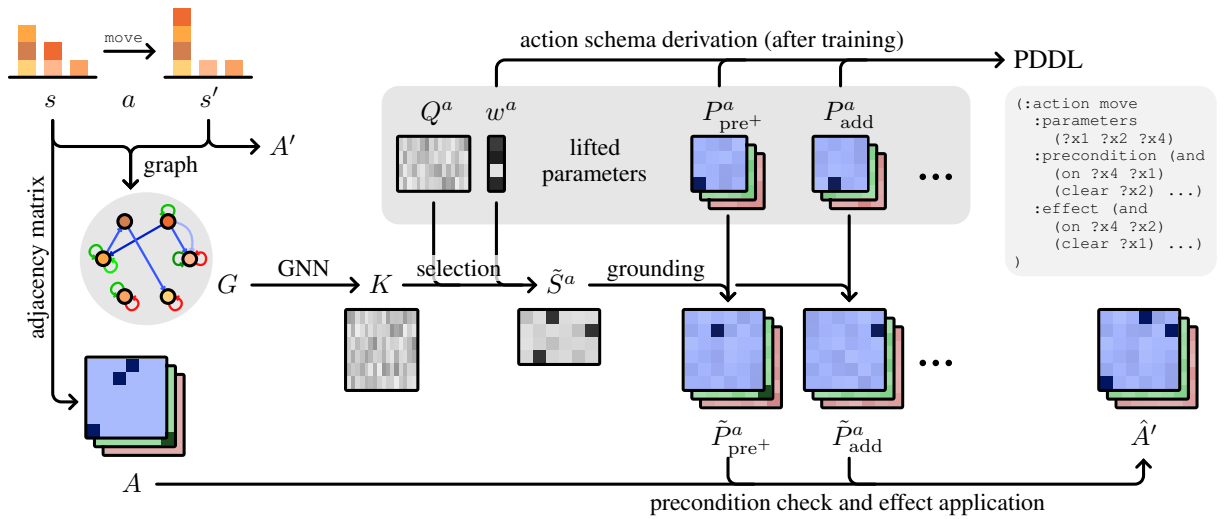 move
s
a
s′
A′
graph
adjacency matrix
G
GNN
K
selection
S̃ᵃ
grounding
Qᵃ
wᵃ
lifted
parameters
Pᵃpre⁺
Pᵃadd
...
action schema derivation (after training)
PDDL
(:action move
:parameters
(?x1 ?x2 ?x4)
:precondition (and
(on ?x4 ?x1)
(clear ?x2) ...)
:effect (and
(on ?x4 ?x2)
(clear ?x1) ...)
)
...
P̃ᵃpre⁺
P̃ᵃadd
Â′
A
precondition check and effect application